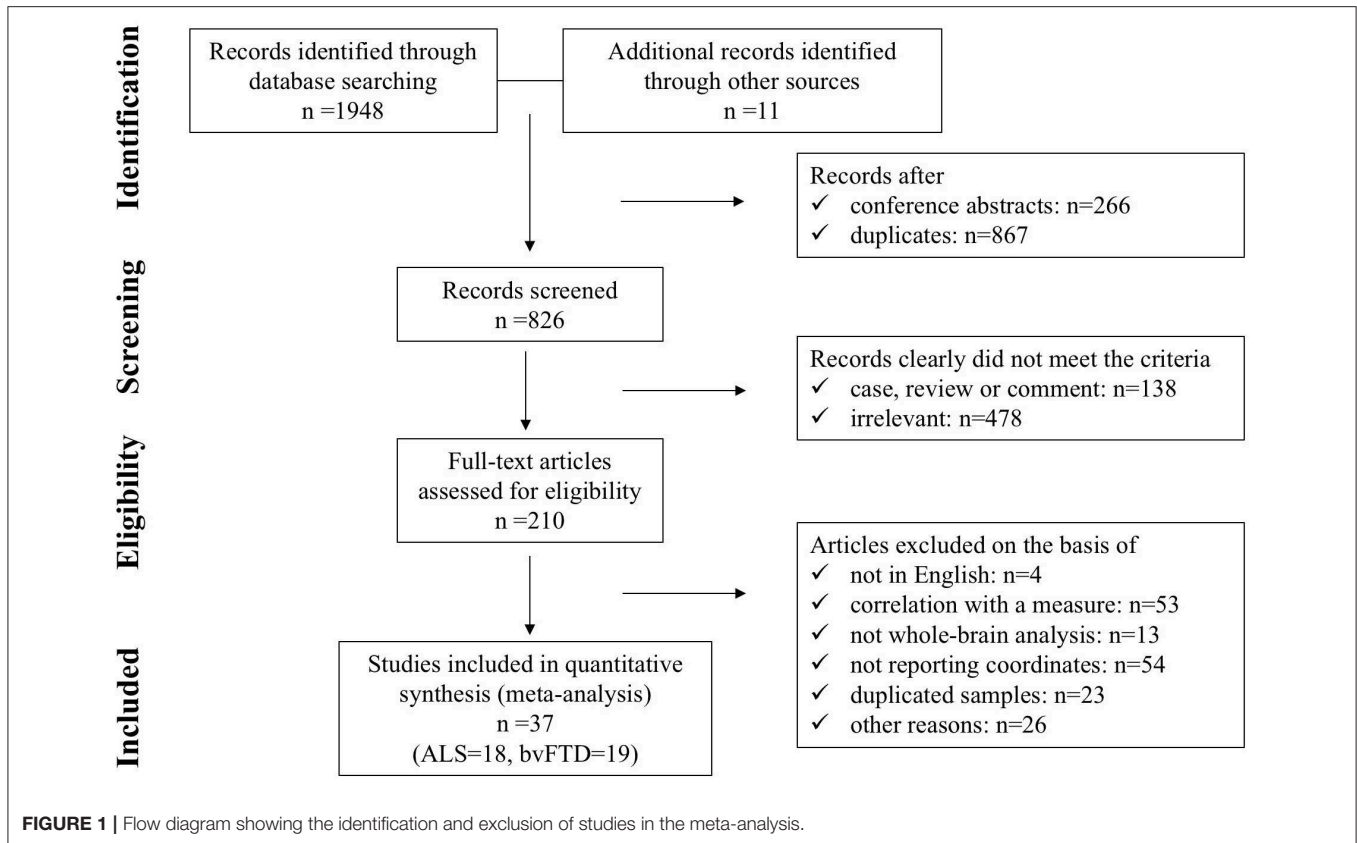 Identification
Records identified through
database searching
n =1948
Additional records identified
through other sources
n =11
Records after
✓ conference abstracts: n=266
✓ duplicates: n=867
Screening
Records screened
n =826
Records clearly did not meet the criteria
✓ case, review or comment: n=138
✓ irrelevant: n=478
Eligibility
Full-text articles
assessed for eligibility
n =210
Articles excluded on the basis of
✓ not in English: n=4
✓ correlation with a measure: n=53
✓ not whole-brain analysis: n=13
✓ not reporting coordinates: n=54
✓ duplicated samples: n=23
✓ other reasons: n=26
Included
Studies included in quantitative
synthesis (meta-analysis)
n =37
(ALS=18, bvFTD=19)
FIGURE 1 | Flow diagram showing the identification and exclusion of studies in the meta-analysis.